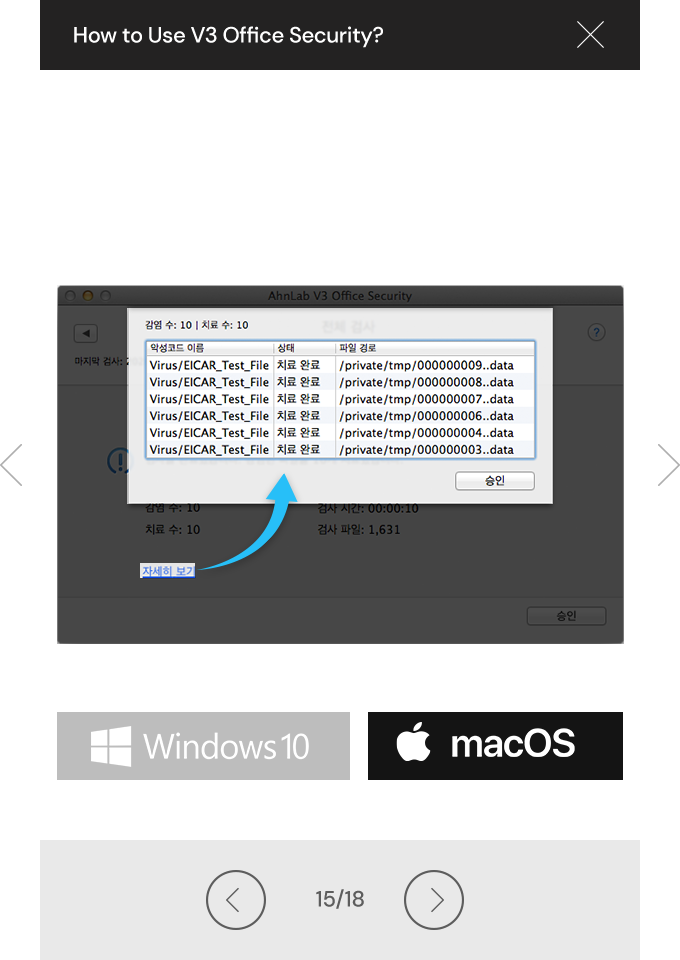 How to Use V3 Office Security?
AhnLab V3 Office Security
전체 검사
마지막 검사: 2
감염 수: 10 | 치료 수: 10
악성코드 이름 상태 파일 경로
Virus/EICAR_Test_File 치료 완료 /private/tmp/000000009..data
Virus/EICAR_Test_File 치료 완료 /private/tmp/000000008..data
Virus/EICAR_Test_File 치료 완료 /private/tmp/000000007..data
Virus/EICAR_Test_File 치료 완료 /private/tmp/000000006..data
Virus/EICAR_Test_File 치료 완료 /private/tmp/000000004..data
Virus/EICAR_Test_File 치료 완료 /private/tmp/000000003..data
승인
감염 수: 10 검사 시간: 00:00:10
치료 수: 10 검사 파일: 1,631
자세히 보기
승인
Windows 10
macOS
15/18